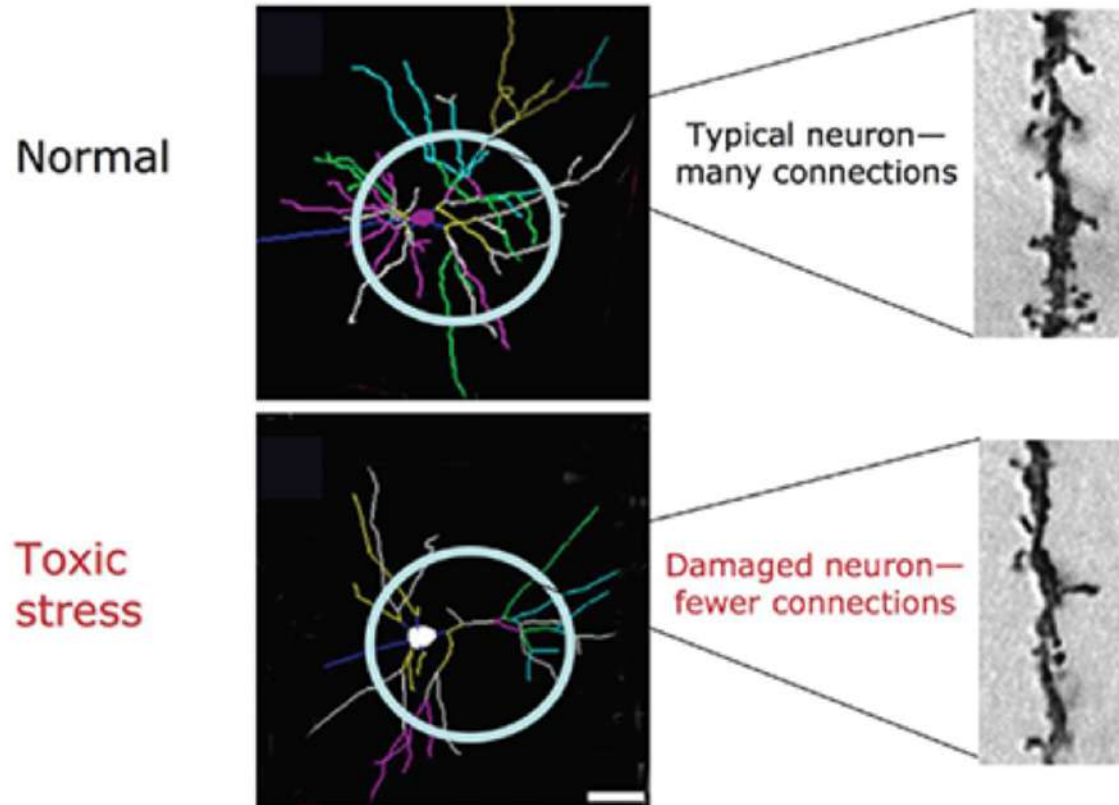 Normal
Typical neuron—
many connections
Toxic
stress
Damaged neuron—
fewer connections